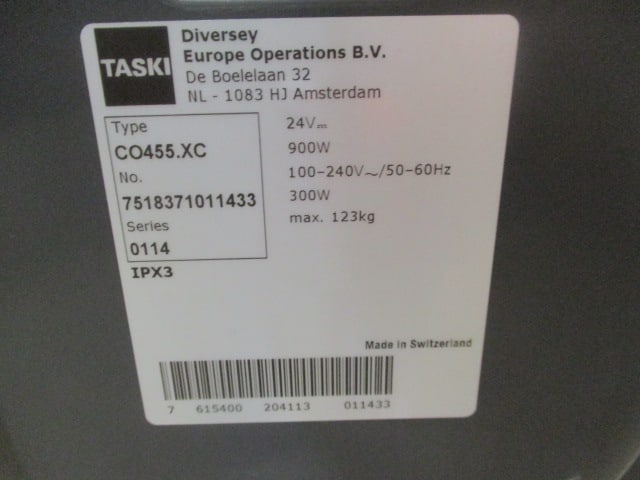 TASKI
Diversey
Europe Operations B.V.
De Boelelaan 32
NL - 1083 HJ Amsterdam
Type
CO455.XC
No.
7518371011433
Series
0114
IPX3
24V⎓
900W
100-240V~/50-60Hz
300W
max. 123kg
Made in Switzerland
7 615400 204113 011433